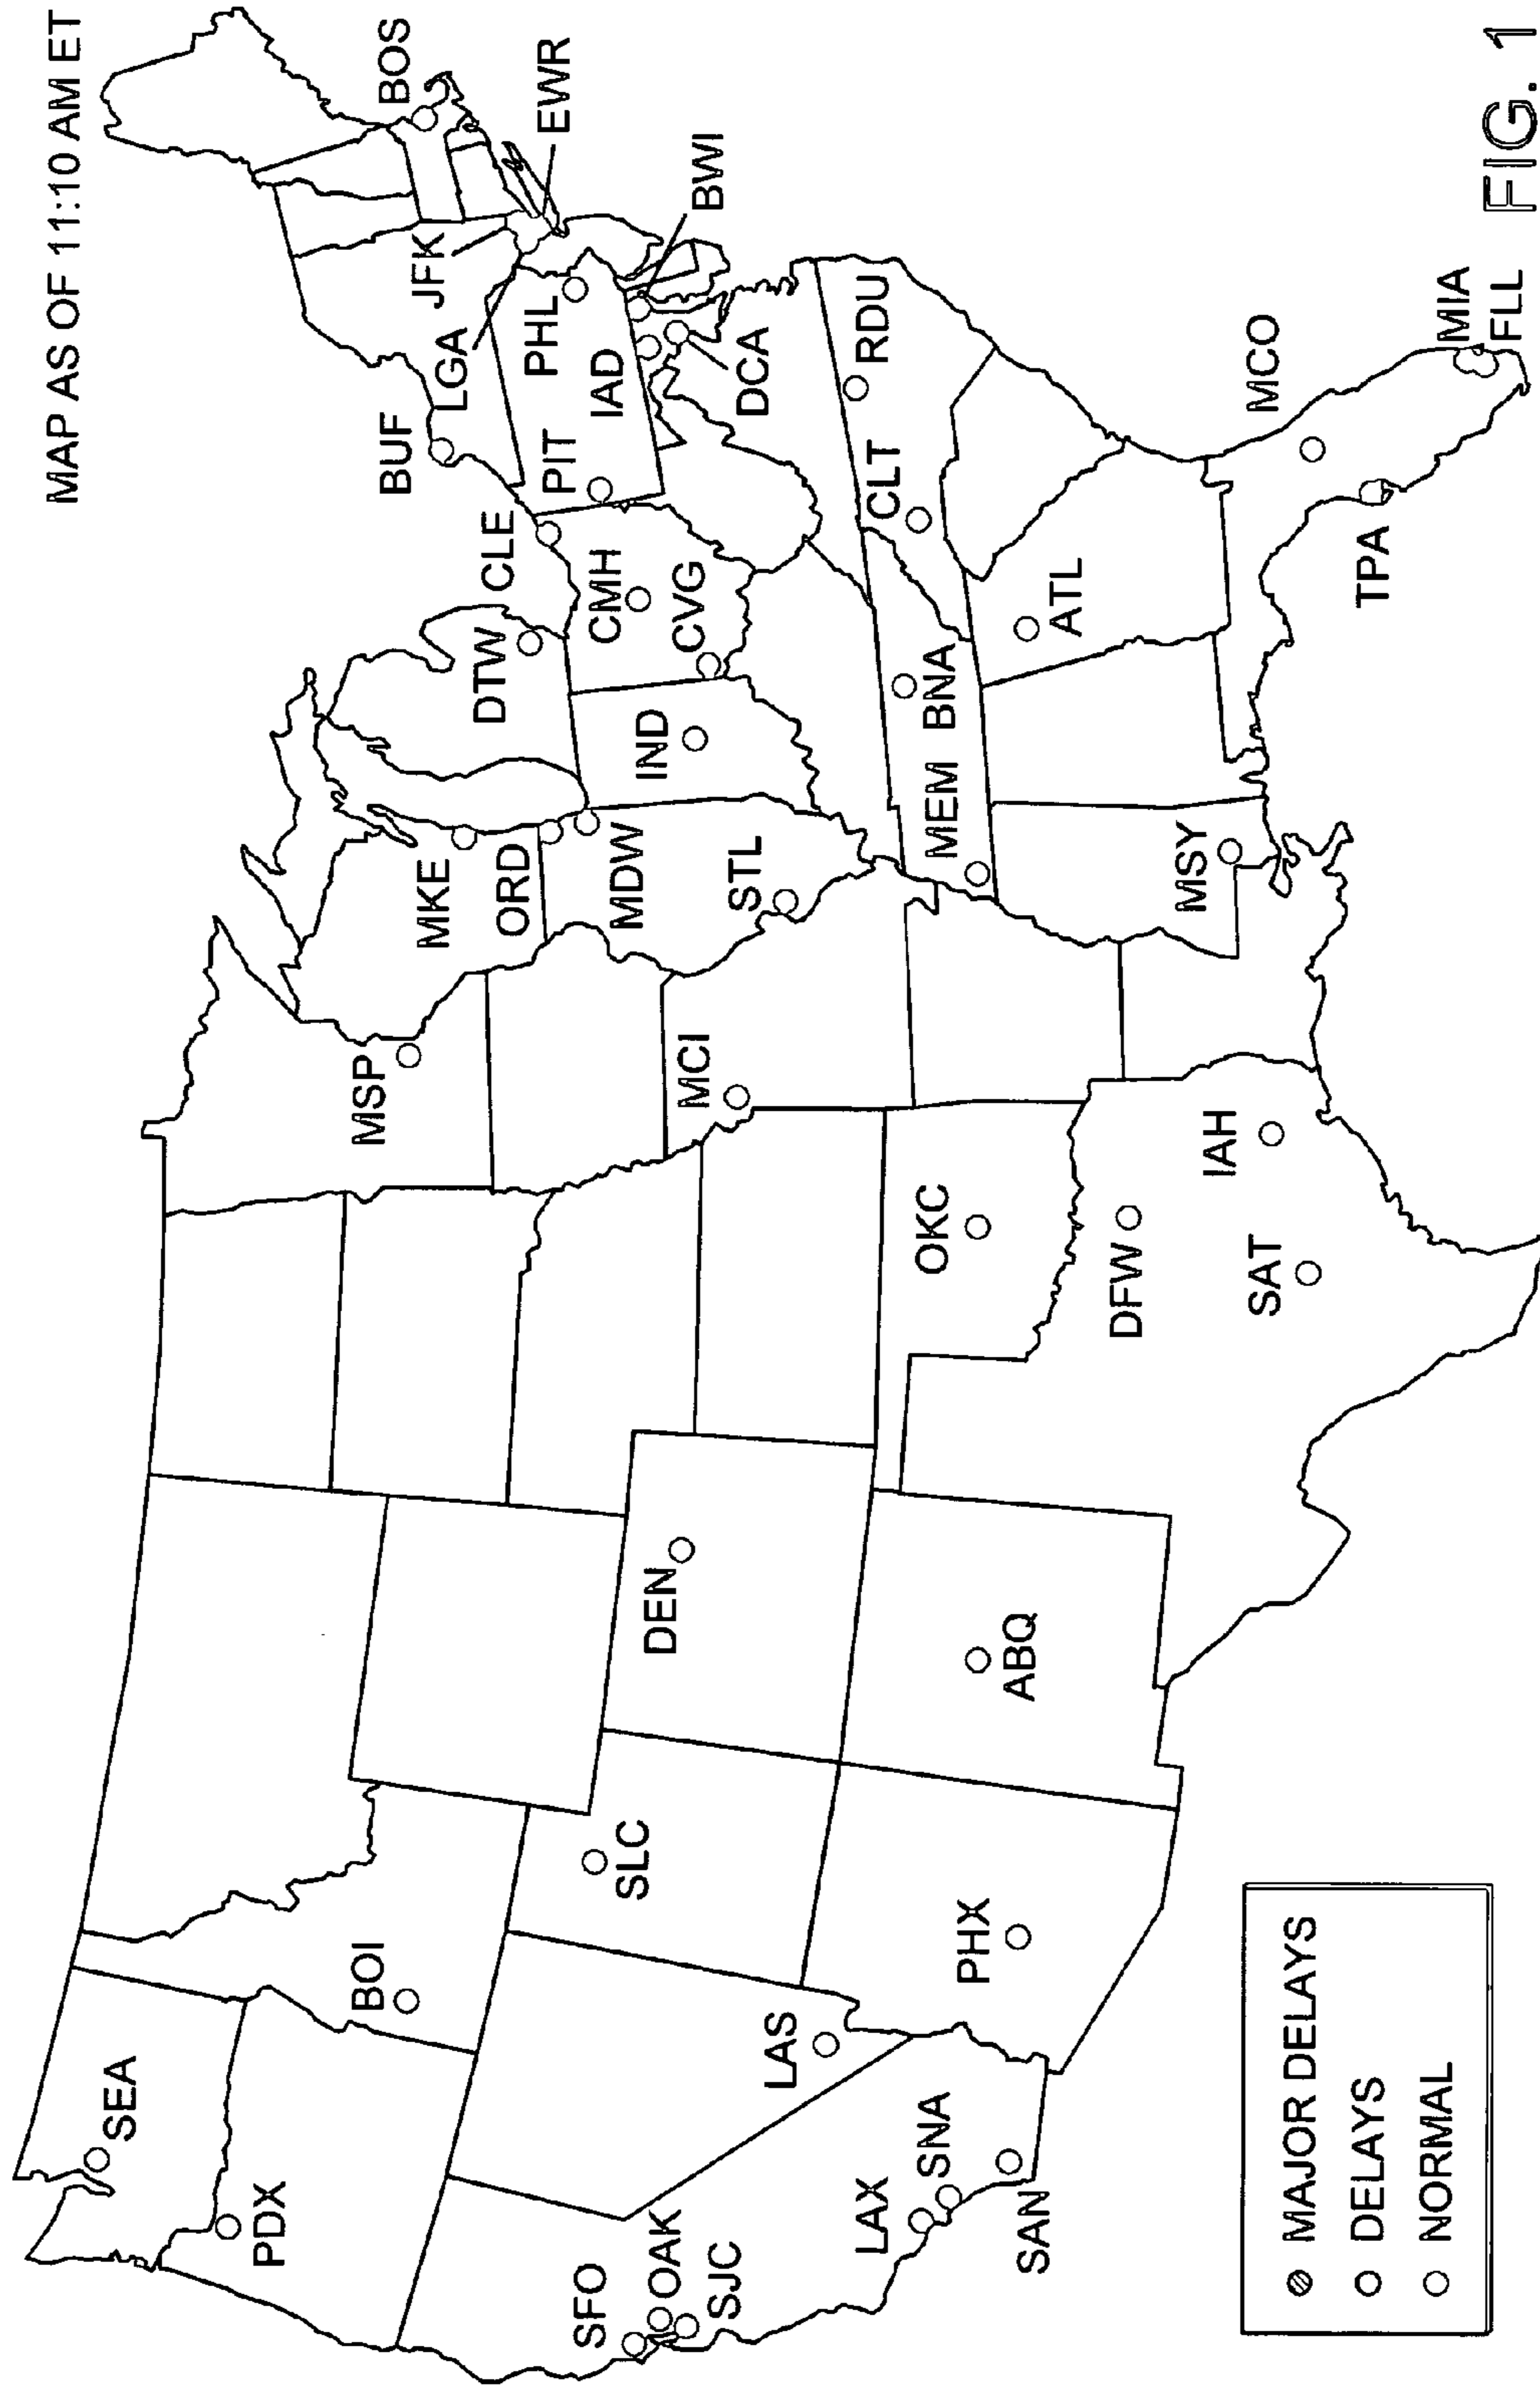 MAP AS OF 11:10 AM ET
SEA
PDX
BOI
MSP
BUF
BOS
JFK
LGA
EWR
MKE
DTW
CLE
PIT
PHL
IAD
BWI
DCA
ORD
MDW
IND
CMH
CVG
SFO
OAK
SJC
SLC
DEN
MCI
STL
LAS
LAX
SNA
SAN
PHX
ABQ
OKC
MEM
BNA
CLT
RDU
ATL
DFW
IAH
SAT
MSY
MCO
TPA
MIA
FLL
MAJOR DELAYS
DELAYS
NORMAL
FIG. 1